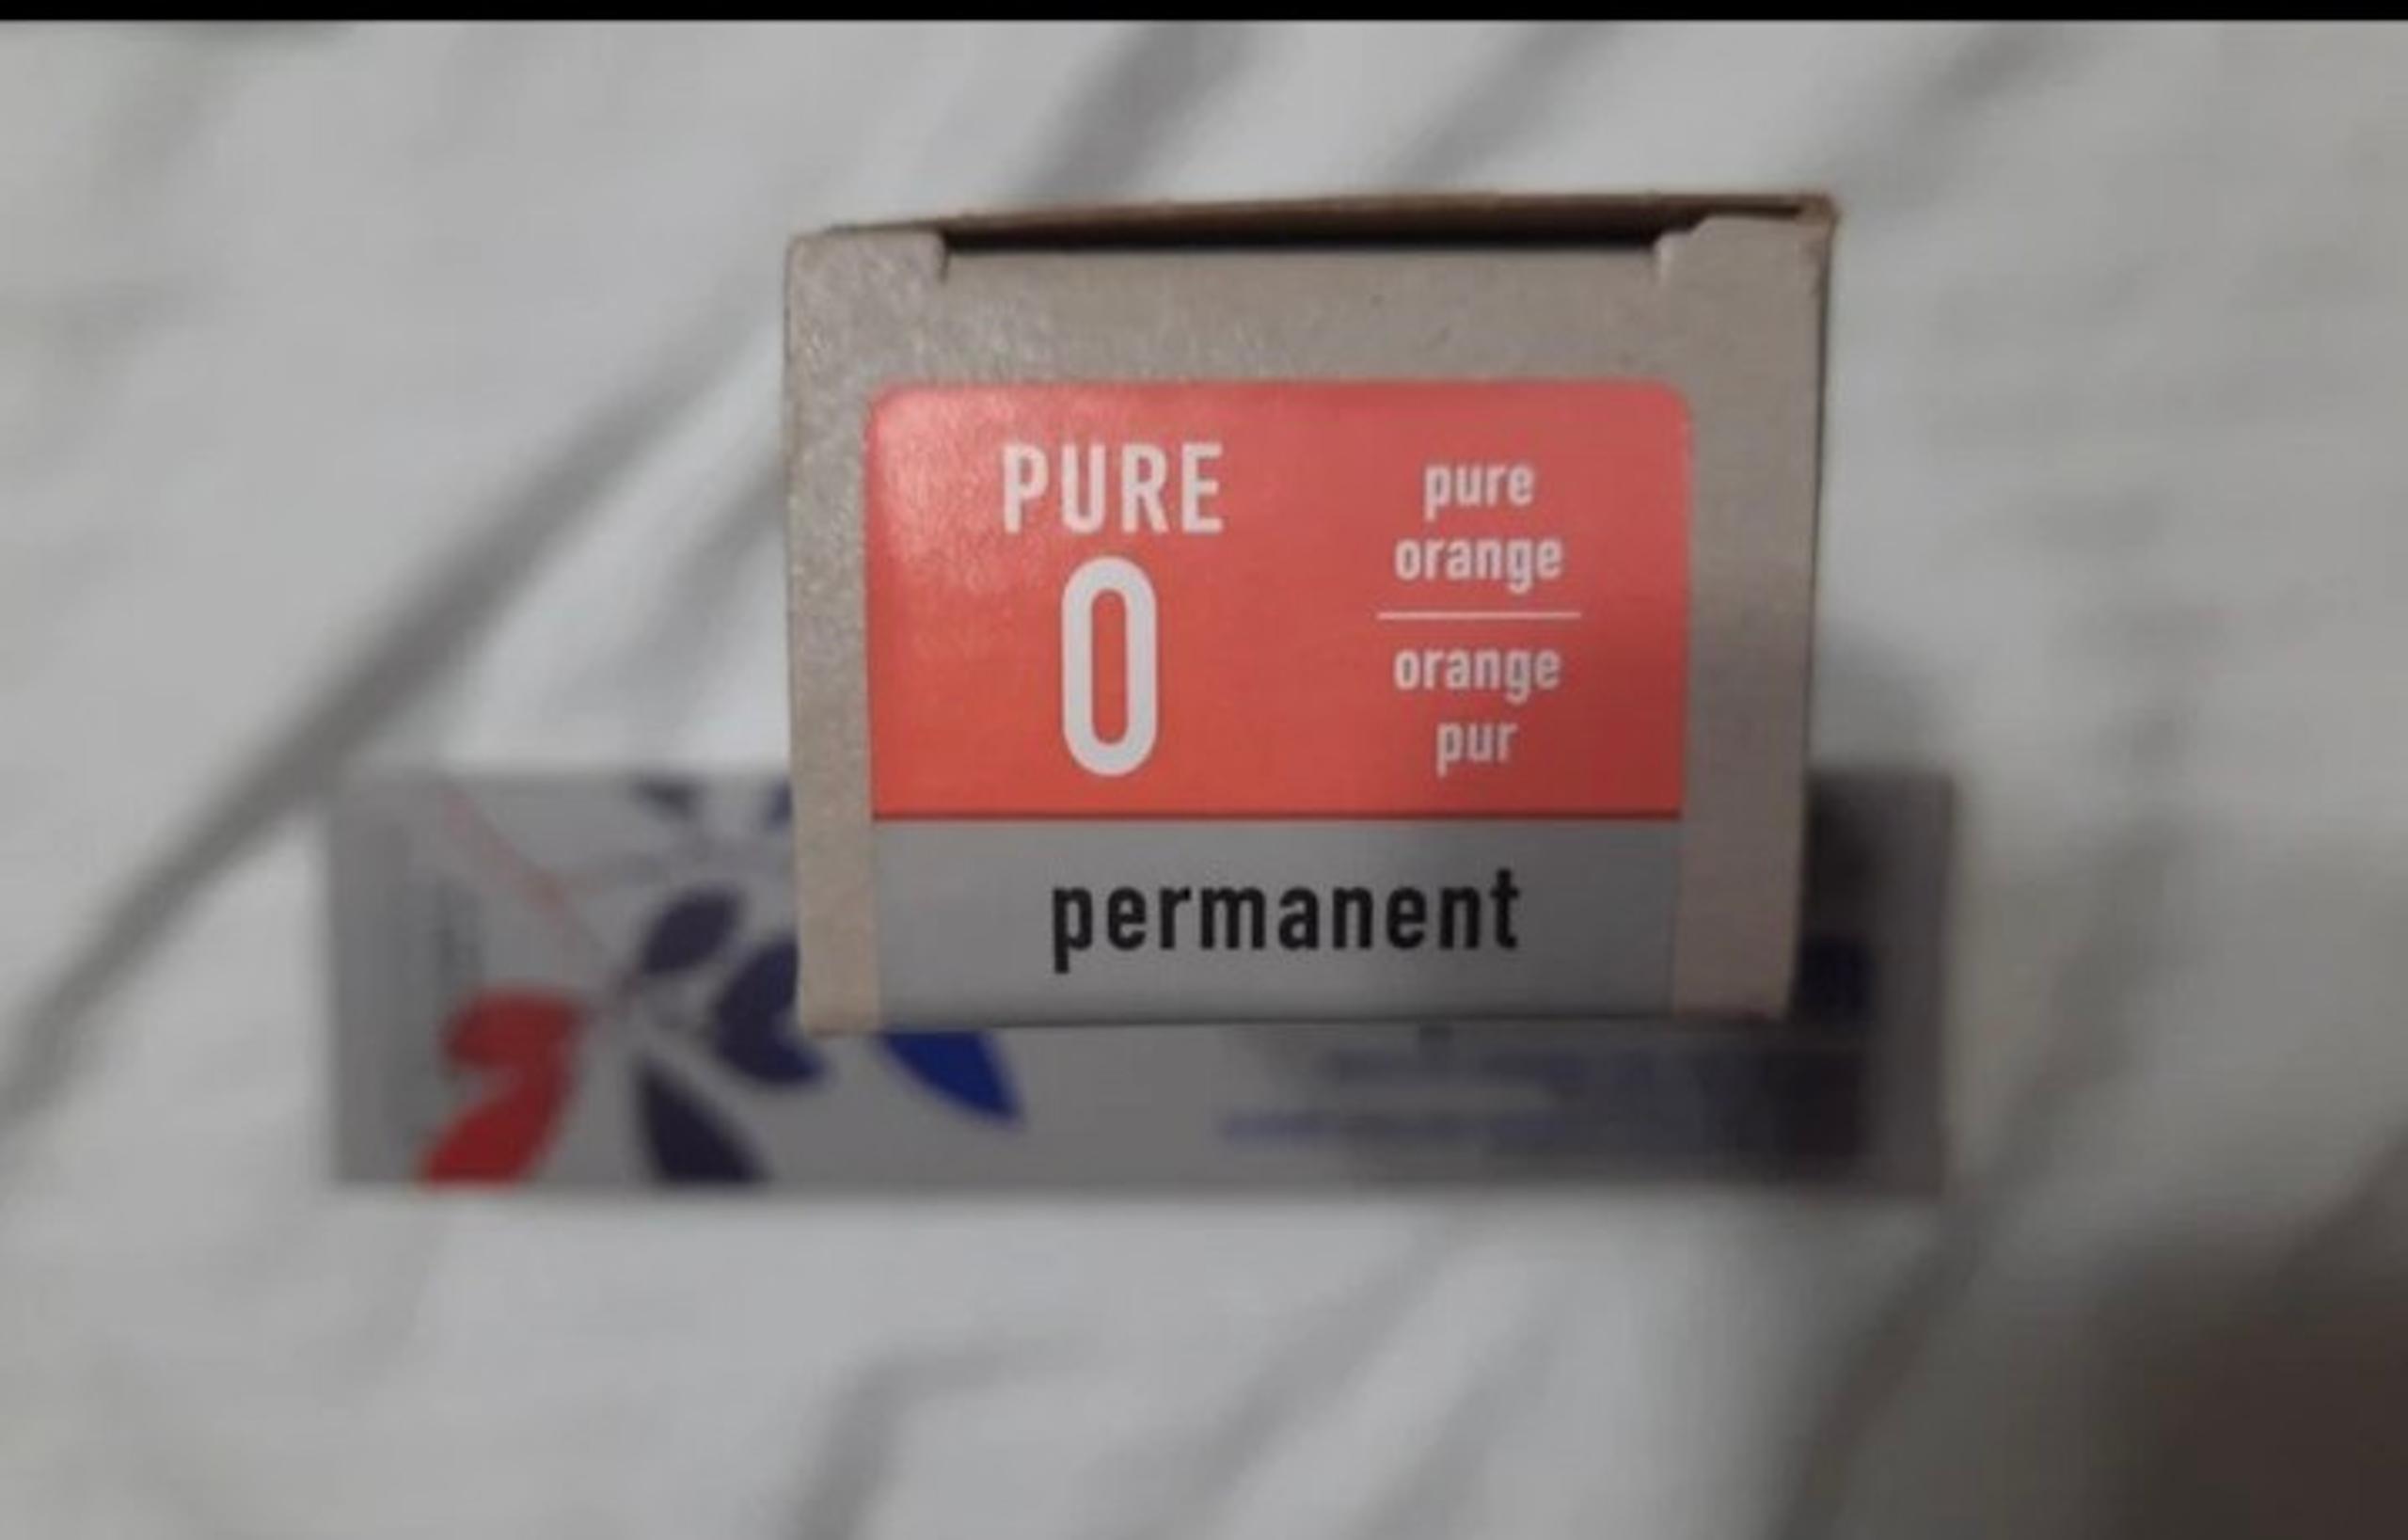 PURE
O
pure
orange
orange
pur
permanent